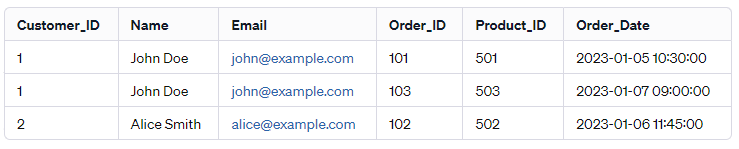 Customer_ID Name Email Order_ID Product_ID Order_Date
1 John Doe john@example.com 101 501 2023-01-05 10:30:00
1 John Doe john@example.com 103 503 2023-01-07 09:00:00
2 Alice Smith alice@example.com 102 502 2023-01-06 11:45:00